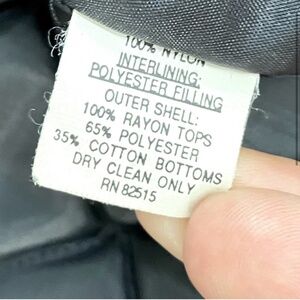 100% NYLON
INTERLINING:
POLYESTER FILLING
OUTER SHELL:
100% RAYON TOPS
65% POLYESTER
35% COTTON BOTTOMS
DRY CLEAN ONLY
RN 82515